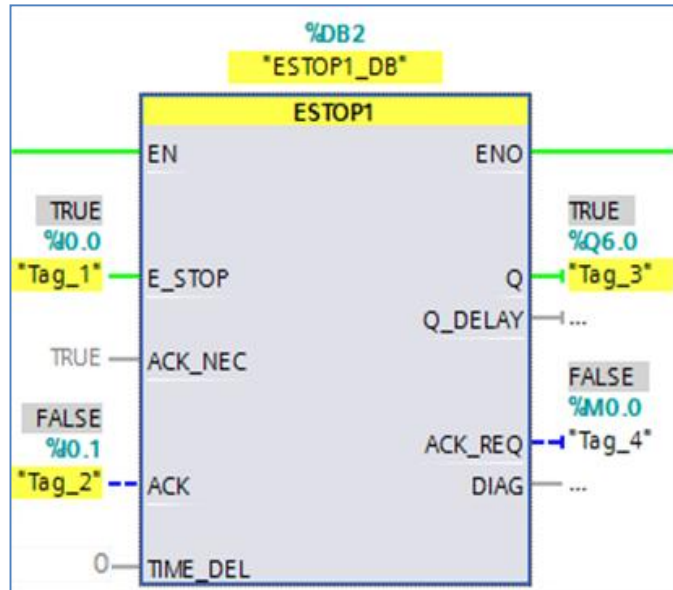 %DB2
"ESTOP1_DB"
ESTOP1
EN ENO
TRUE TRUE
%I0.0 %Q6.0
"Tag_1" E_STOP Q "Tag_3"
Q_DELAY ...
TRUE ACK_NEC
FALSE FALSE
%I0.1 %M0.0
"Tag_2" ACK ACK_REQ "Tag_4"
DIAG ...
0 TIME_DEL